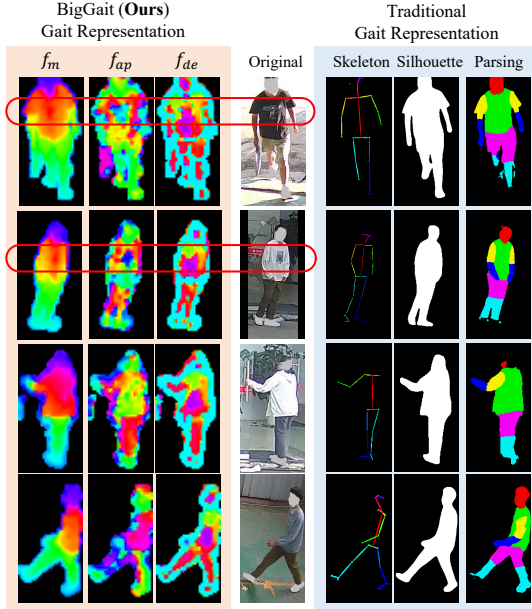 BigGait (Ours)
Gait Representation
Traditional
Gait Representation
f_m f_ap f_de Original Skeleton Silhouette Parsing